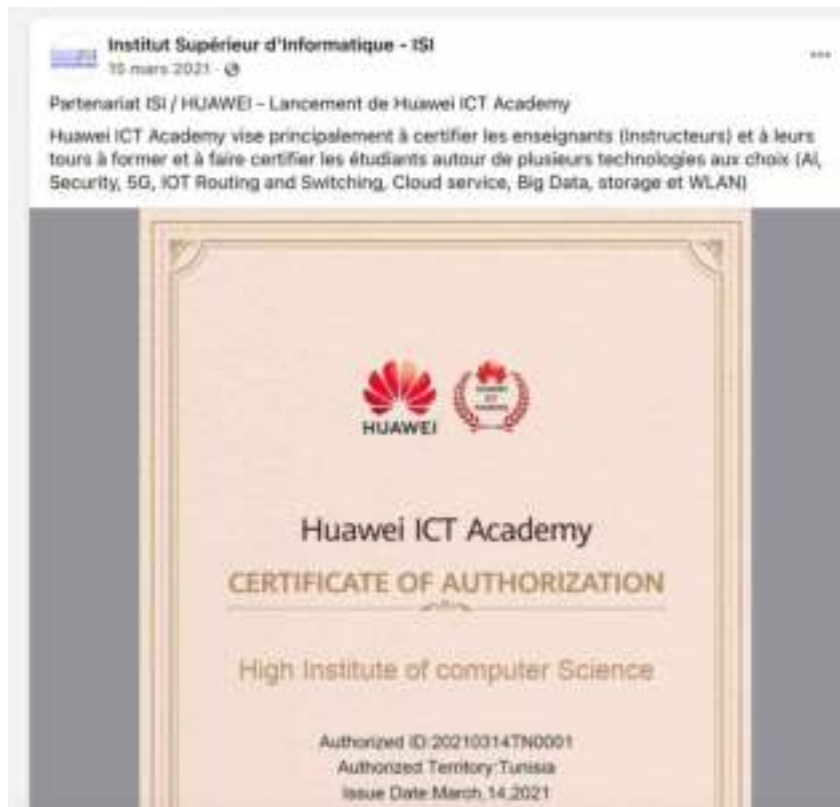 Institut Supérieur d'Informatique - ISI
15 mars 2021
Partenariat ISI / HUAWEI - Lancement de Huawei ICT Academy
Huawei ICT Academy vise principalement à certifier les enseignants (Instructeurs) et à leurs
tours à former et à faire certifier les étudiants autour de plusieurs technologies aux choix (AI,
Security, 5G, IOT Routing and Switching, Cloud service, Big Data, storage et WLAN)
HUAWEI
HUAWEI
ICT
ACADEMY
Huawei ICT Academy
CERTIFICATE OF AUTHORIZATION
High Institute of computer Science
Authorized ID:20210314TN0001
Authorized Territory:Tunisia
Issue Date:March,14,2021